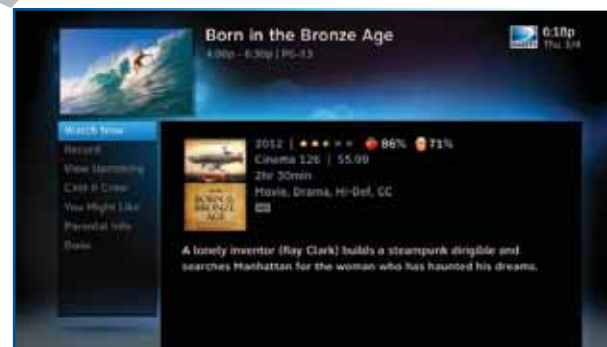 Born in the Bronze Age
4:00p - 6:30p | PG-13
6:18p
Thu 3/4
Watch Now
Record
View Upcoming
Cast & Crew
You Might Like
Parental Info
Done
2012 | 86% 71%
Cinema 126 | $5.99
2hr 30min
Movie, Drama, Hi-Def, CC
BORN IN
BRONZE
AGE
A lonely inventor (Ray Clark) builds a steampunk dirigible and
searches Manhattan for the woman who has haunted his dreams.